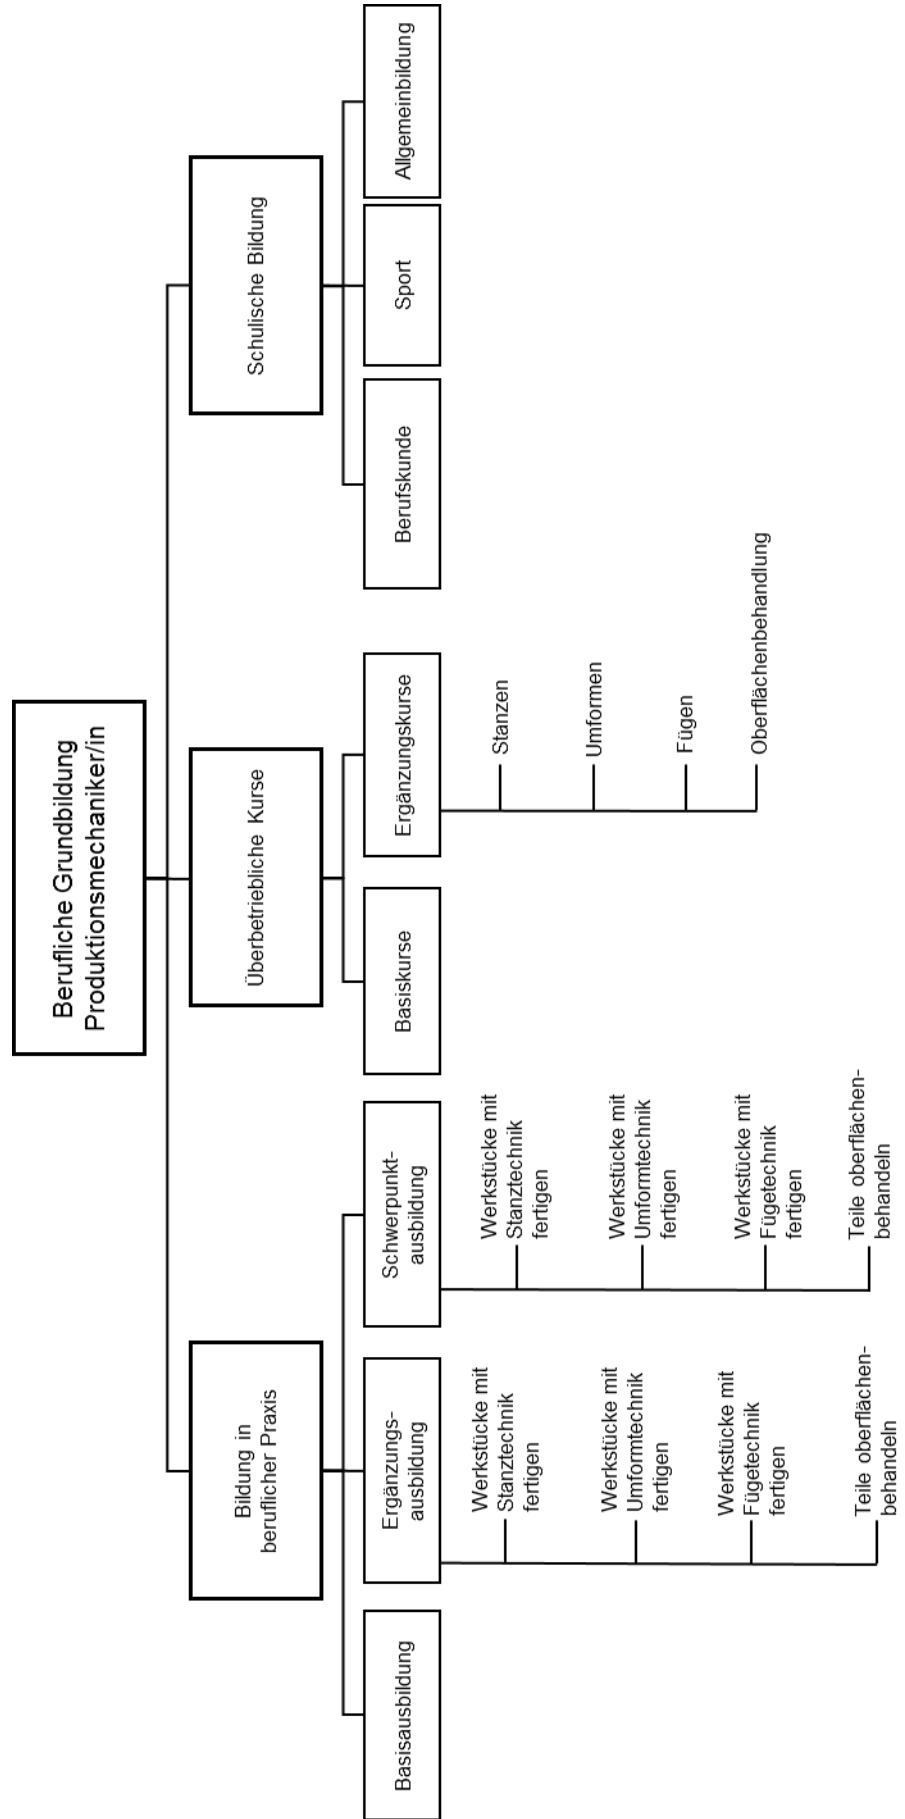 Berufliche Grundbildung
Produktionsmechaniker/in
Bildung in
beruflicher Praxis
Überbetriebliche Kurse
Schulische Bildung
Basisausbildung
Ergänzungs-
ausbildung
Schwerpunkt-
ausbildung
Basiskurse
Ergänzungskurse
Berufskunde
Sport
Allgemeinbildung
Werkstücke mit
Stanztechnik
fertigen
Werkstücke mit
Umformtechnik
fertigen
Werkstücke mit
Fügetechnik
fertigen
Teile oberflächen-
behandeln
Werkstücke mit
Stanztechnik
fertigen
Werkstücke mit
Umformtechnik
fertigen
Werkstücke mit
Fügetechnik
fertigen
Teile oberflächen-
behandeln
Stanzen
Umformen
Fügen
Oberflächenbehandlung